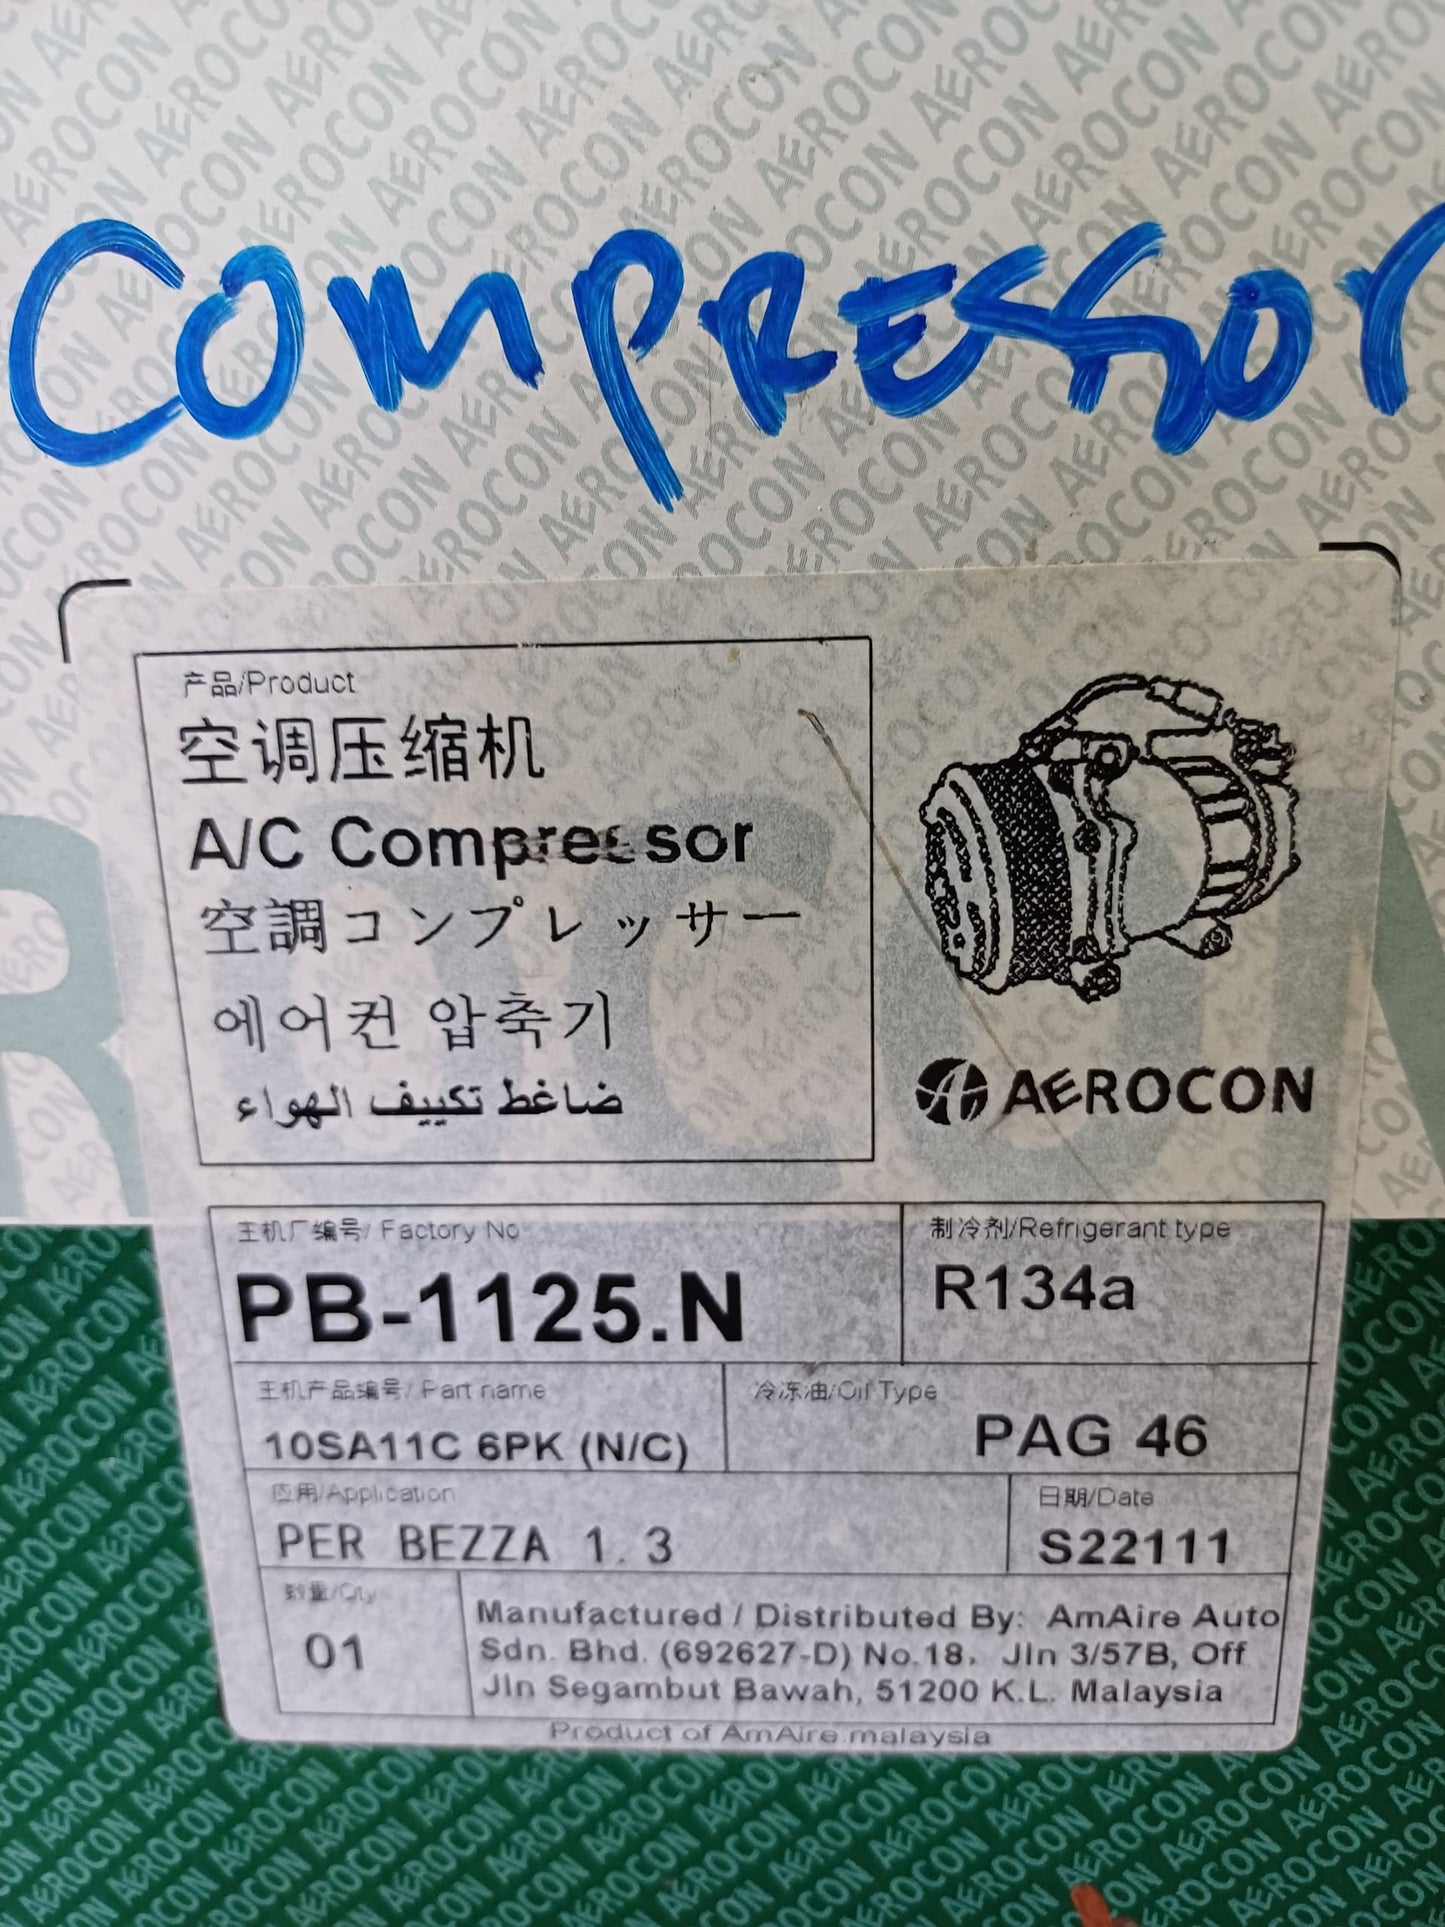 COMPRESSOR
产品/Product
空调压缩机
A/C Compressor
空調コンプレッサー
에어컨 압축기
ضاغط تكييف الهواء
AEROCON
主机厂编号/ Factory No
PB-1125.N
制冷剂/Refrigerant type
R134a
主机产品编号/ Part name
10SA11C 6PK (N/C)
冷冻油/Oil Type
PAG 46
应用/Application
PER BEZZA 1.3
日期/Date
S22111
数量/Qty
01
Manufactured / Distributed By: AmAire Auto
Sdn. Bhd. (692627-D) No.18, Jln 3/57B, Off
Jln Segambut Bawah, 51200 K.L. Malaysia
Product of AmAire.malaysia